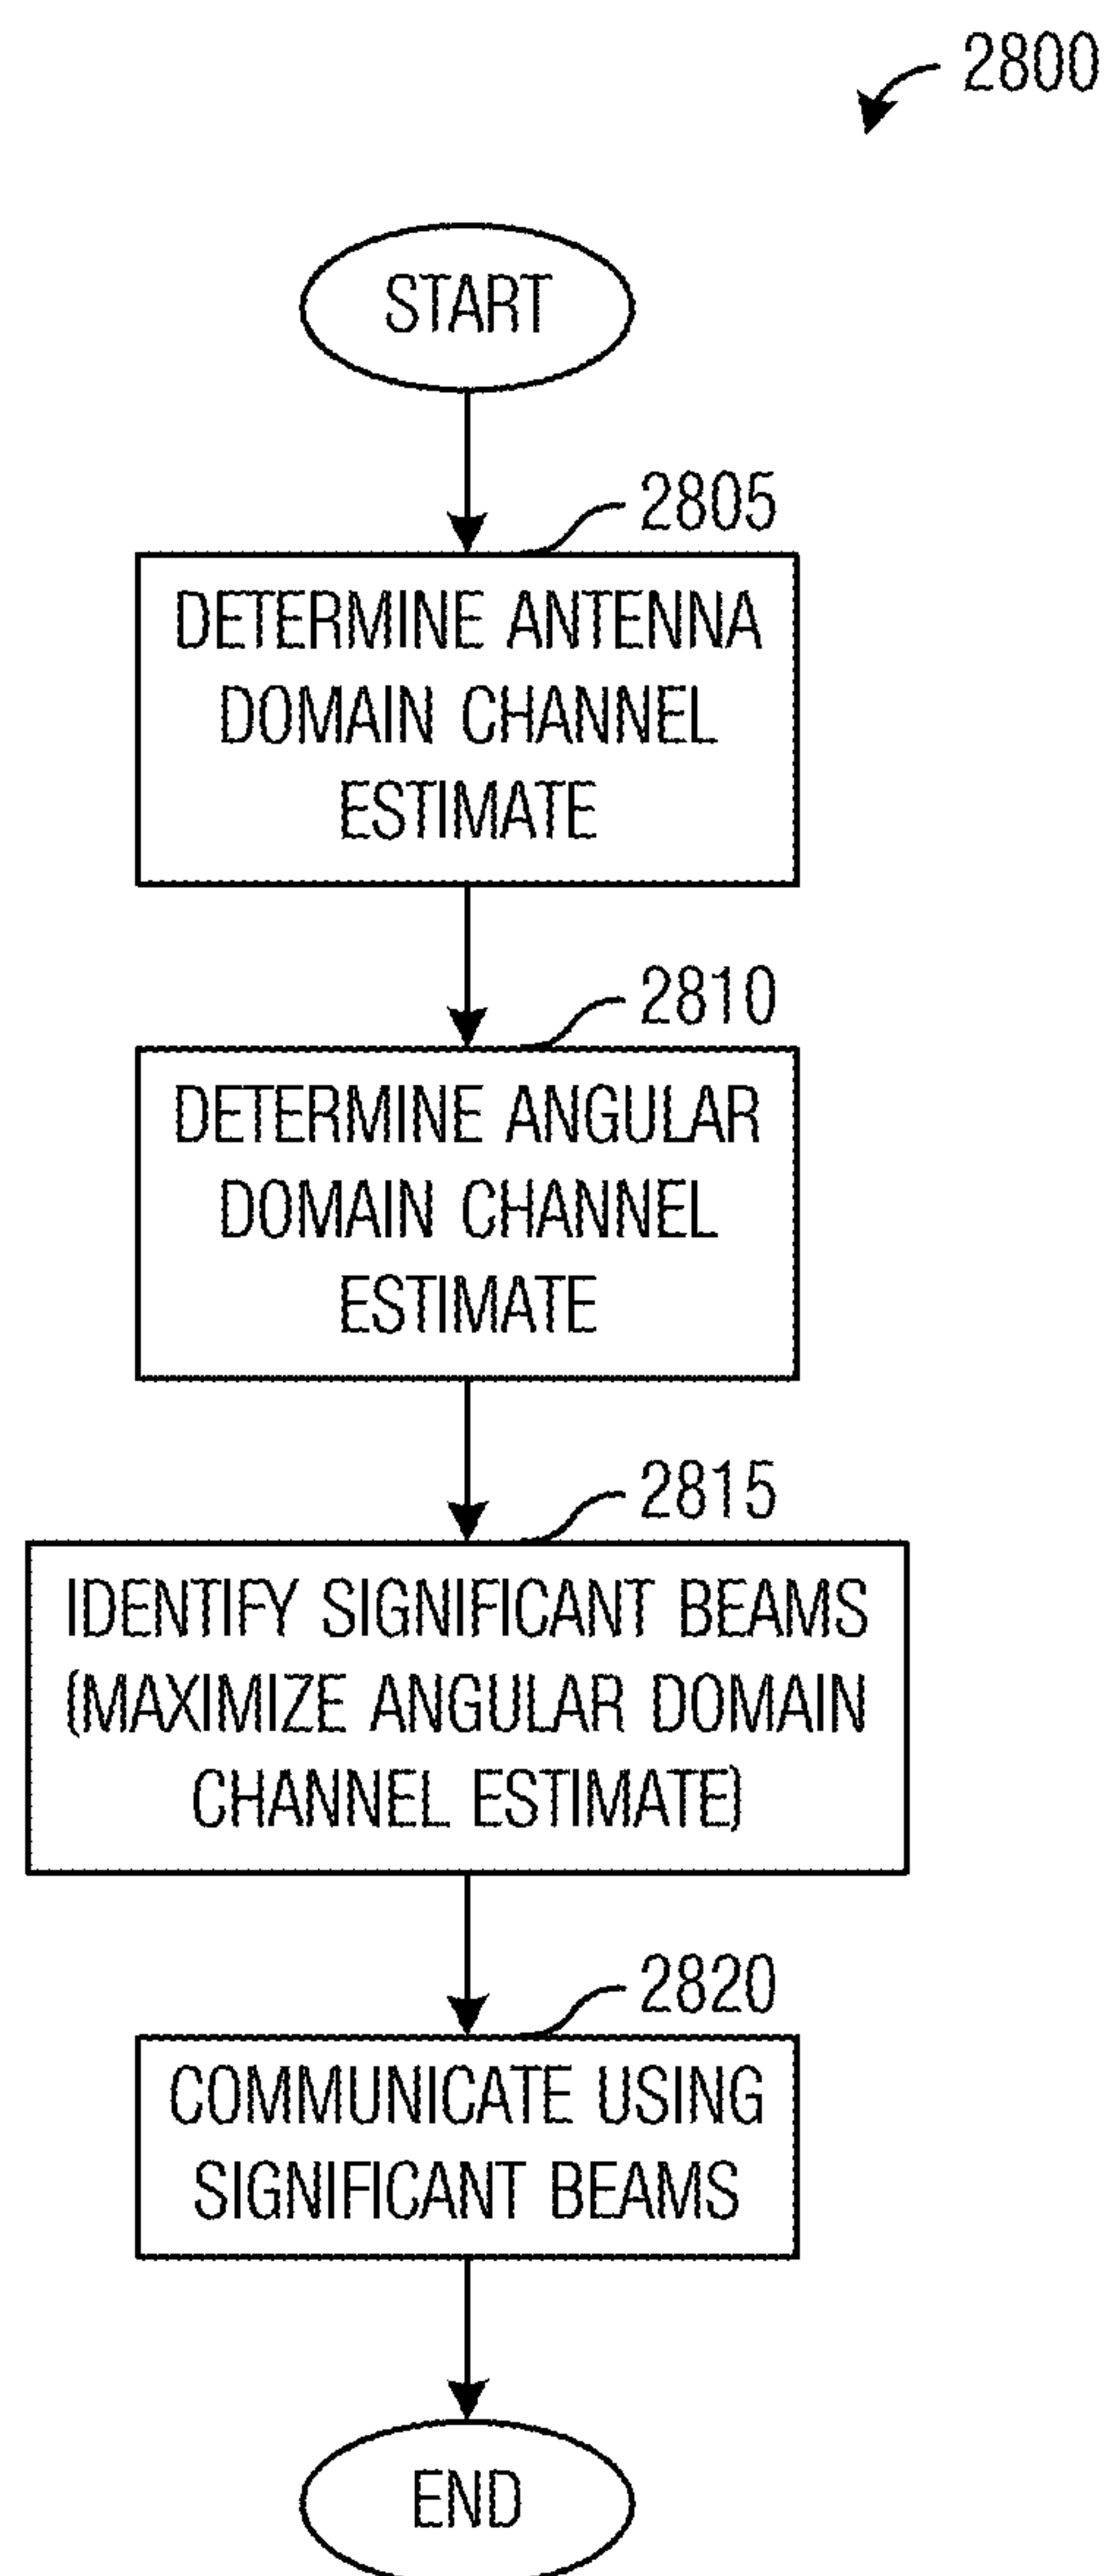 2800
START
2805
DETERMINE ANTENNA
DOMAIN CHANNEL
ESTIMATE
2810
DETERMINE ANGULAR
DOMAIN CHANNEL
ESTIMATE
2815
IDENTIFY SIGNIFICANT BEAMS
(MAXIMIZE ANGULAR DOMAIN
CHANNEL ESTIMATE)
2820
COMMUNICATE USING
SIGNIFICANT BEAMS
END